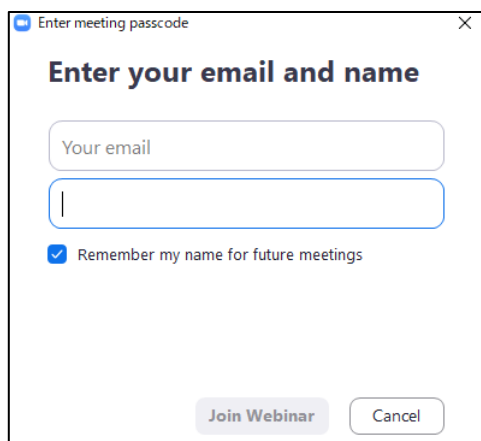 Enter meeting passcode
Enter your email and name
Your email
Remember my name for future meetings
Join Webinar
Cancel